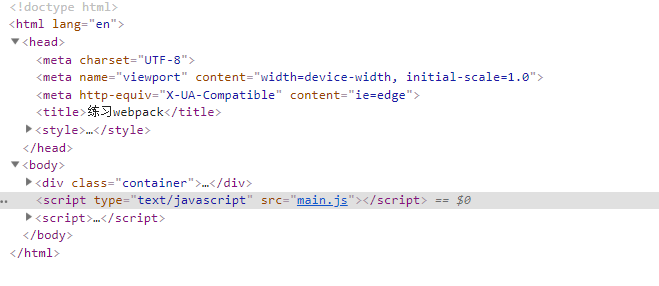 <!doctype html>
<html lang="en">
<head>
<meta charset="UTF-8">
<meta name="viewport" content="width=device-width, initial-scale=1.0">
<meta http-equiv="X-UA-Compatible" content="ie=edge">
<title>练习webpack</title>
<style>…</style>
</head>
<body>
<div class="container">…</div>
<script type="text/javascript" src="main.js"></script> == $0
<script>…</script>
</body>
</html>